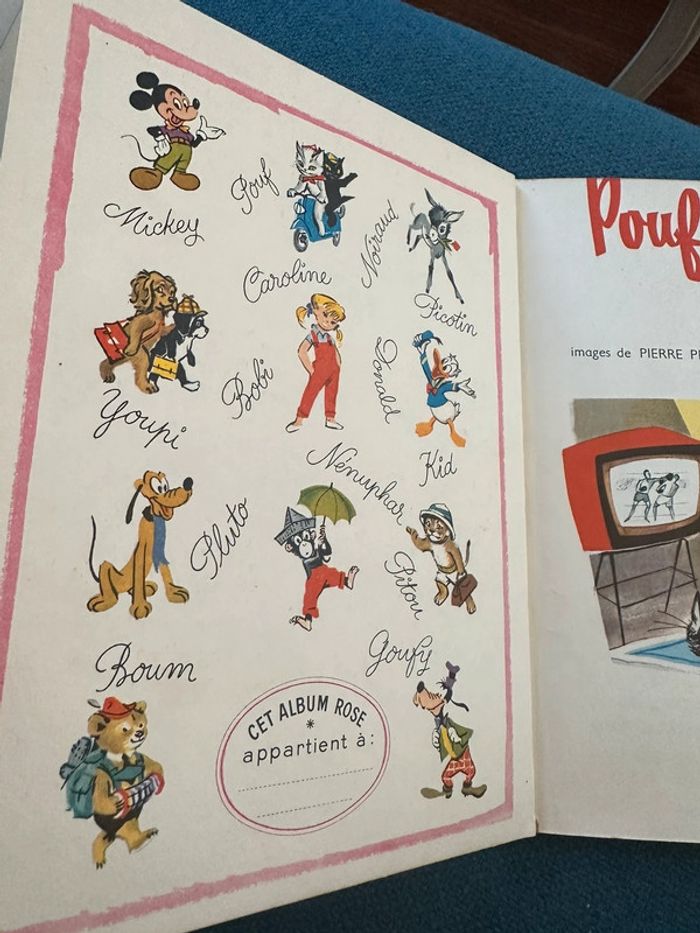 Mickey
Pouf
Noiraud
Caroline
Picotin
Youpi
Bobi
Donald
Kid
Nénuphar
Pluto
Pitou
Boum
Goufy
CET ALBUM ROSE
*
appartient à :
Pouf
images de PIERRE